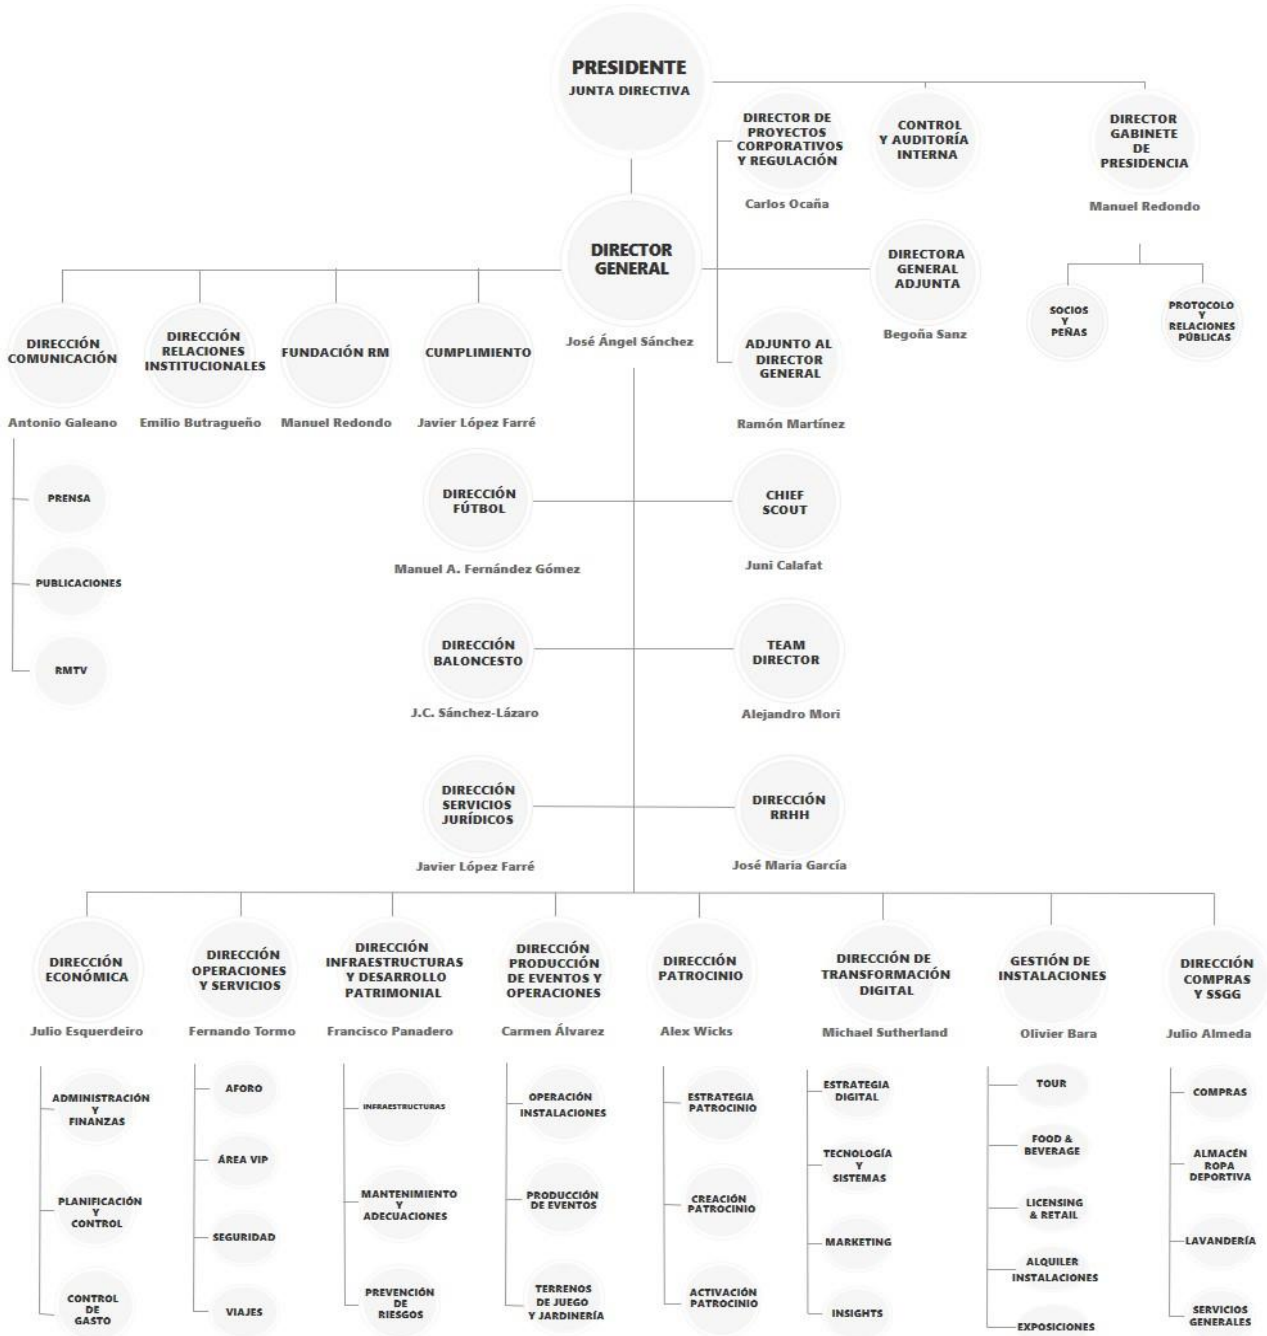 PRESIDENTE
JUNTA DIRECTIVA
DIRECTOR DE
PROYECTOS
CORPORATIVOS
Y REGULACIÓN
Carlos Ocaña
CONTROL
Y AUDITORÍA
INTERNA
DIRECTOR
GABINETE
DE
PRESIDENCIA
Manuel Redondo
DIRECTOR
GENERAL
José Ángel Sánchez
DIRECTORA
GENERAL
ADJUNTA
Begoña Sanz
SOCIOS
Y
PEÑAS
PROTOCOLO
Y
RELACIONES
PÚBLICAS
DIRECCIÓN
COMUNICACIÓN
Antonio Galeano
DIRECCIÓN
RELACIONES
INSTITUCIONALES
Emilio Butragueño
FUNDACIÓN RM
Manuel Redondo
CUMPLIMIENTO
Javier López Farré
ADJUNTO AL
DIRECTOR
GENERAL
Ramón Martínez
PRENSA
PUBLICACIONES
RMTV
DIRECCIÓN
FÚTBOL
Manuel A. Fernández Gómez
CHIEF
SCOUT
Juni Calafat
DIRECCIÓN
BALONCESTO
J.C. Sánchez-Lázaro
TEAM
DIRECTOR
Alejandro Mori
DIRECCIÓN
SERVICIOS
JURÍDICOS
Javier López Farré
DIRECCIÓN
RRHH
José Maria García
DIRECCIÓN
ECONÓMICA
Julio Esquerdeiro
ADMINISTRACIÓN
Y
FINANZAS
PLANIFICACIÓN
Y
CONTROL
CONTROL
DE
GASTO
DIRECCIÓN
OPERACIONES
Y SERVICIOS
Fernando Tormo
AFORO
ÁREA VIP
SEGURIDAD
VIAJES
DIRECCIÓN
INFRAESTRUCTURAS
Y DESARROLLO
PATRIMONIAL
Francisco Panadero
INFRAESTRUCTURAS
MANTENIMIENTO
Y
ADECUACIONES
PREVENCIÓN
DE
RIESGOS
DIRECCIÓN
PRODUCCIÓN
DE EVENTOS Y
OPERACIONES
Carmen Álvarez
OPERACIÓN
INSTALACIONES
PRODUCCIÓN
DE EVENTOS
TERRENOS
DE JUEGO
Y JARDINERÍA
DIRECCIÓN
PATROCINIO
Alex Wicks
ESTRATEGIA
PATROCINIO
CREACIÓN
PATROCINIO
ACTIVACIÓN
PATROCINIO
DIRECCIÓN DE
TRANSFORMACIÓN
DIGITAL
Michael Sutherland
ESTRATEGIA
DIGITAL
TECNOLOGÍA
Y
SISTEMAS
MARKETING
INSIGHTS
GESTIÓN DE
INSTALACIONES
Olivier Bara
TOUR
FOOD &
BEVERAGE
LICENSING
& RETAIL
ALQUILER
INSTALACIONES
EXPOSICIONES
DIRECCIÓN
COMPRAS
Y SSGG
Julio Almeda
COMPRAS
ALMACÉN
ROPA
DEPORTIVA
LAVANDERÍA
SERVICIOS
GENERALES